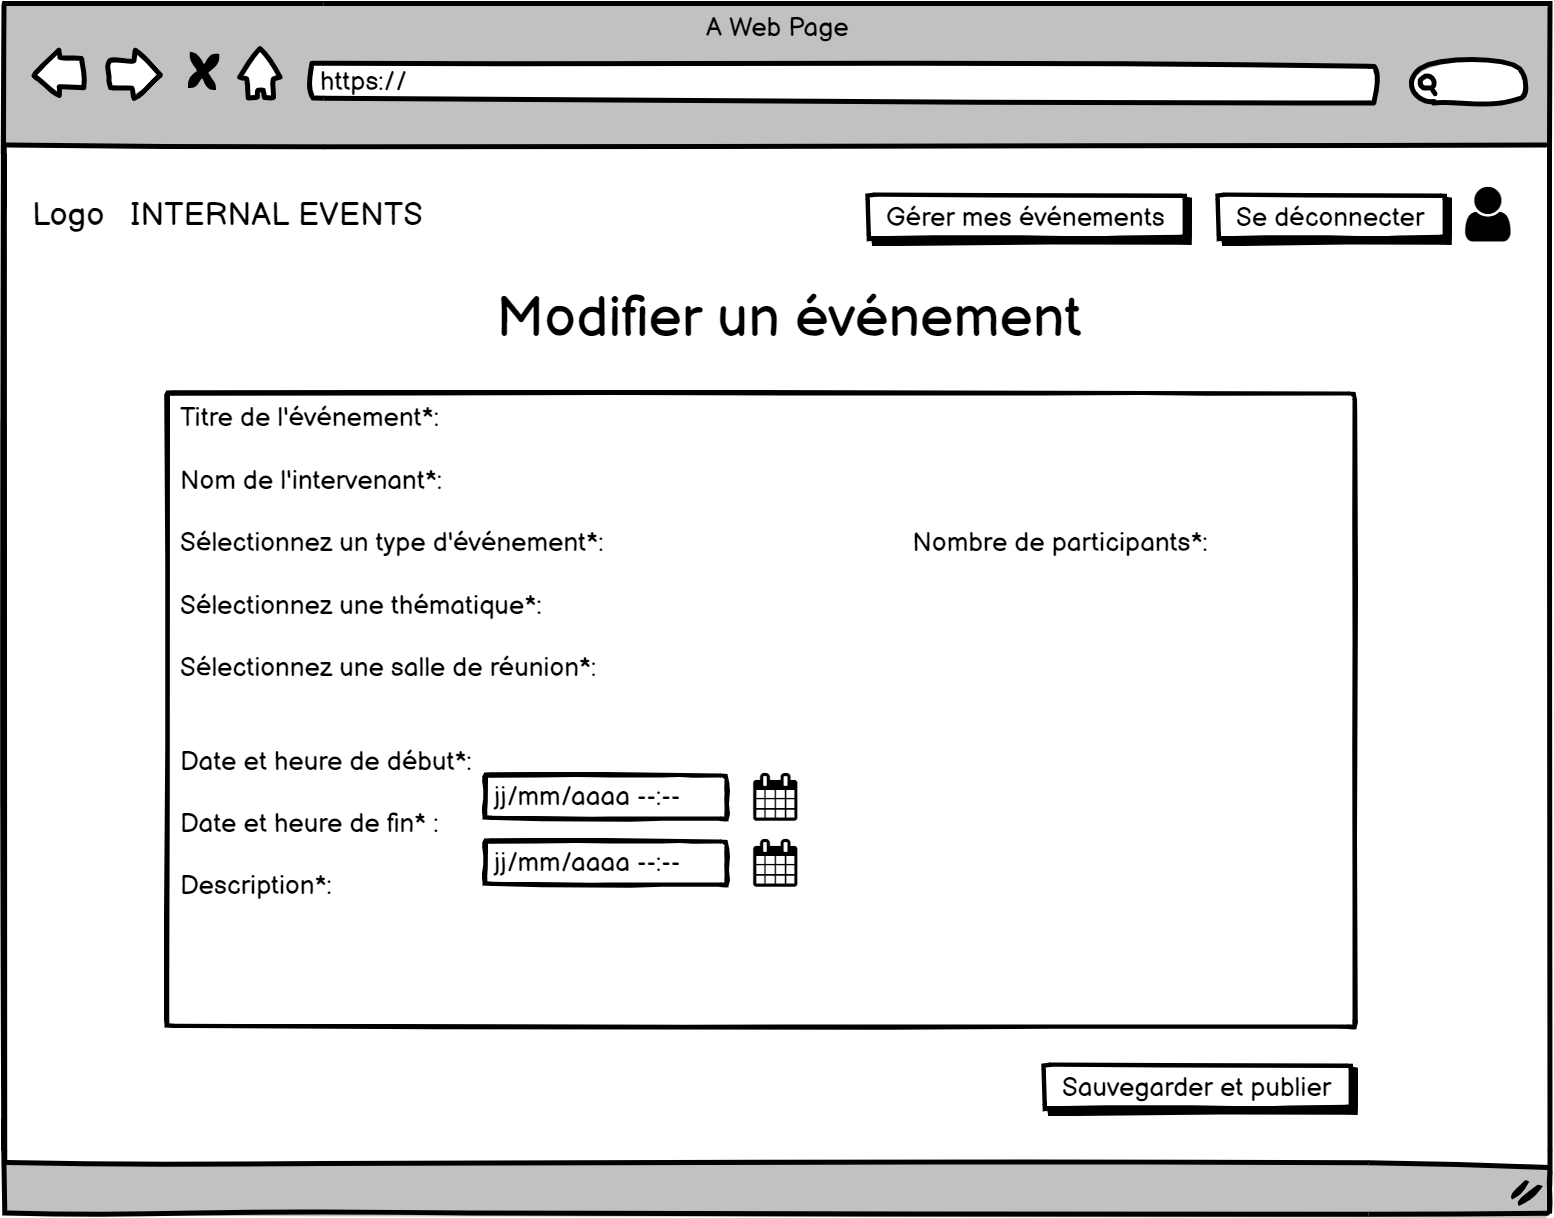 A Web Page
https://
Logo INTERNAL EVENTS
Gérer mes événements
Se déconnecter
Modifier un événement
Titre de l'événement*:
Nom de l'intervenant*:
Sélectionnez un type d'événement*:
Nombre de participants*:
Sélectionnez une thématique*:
Sélectionnez une salle de réunion*:
Date et heure de début*:
jj/mm/aaaa --:--
Date et heure de fin* :
jj/mm/aaaa --:--
Description*:
Sauvegarder et publier